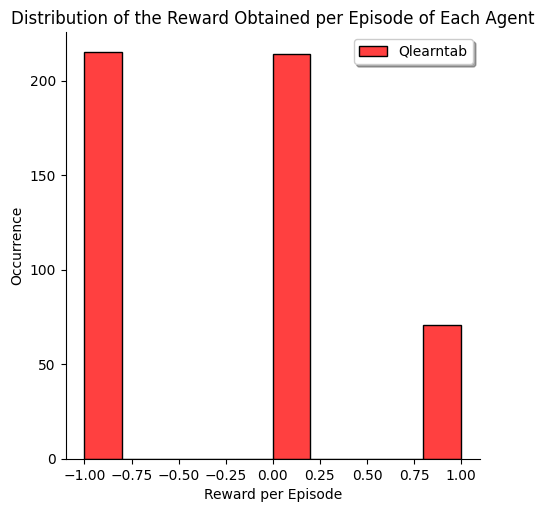 Distribution of the Reward Obtained per Episode of Each Agent
Qlearntab
200
150
100
50
0
Occurrence
−1.00 −0.75 −0.50 −0.25 0.00 0.25 0.50 0.75 1.00
Reward per Episode